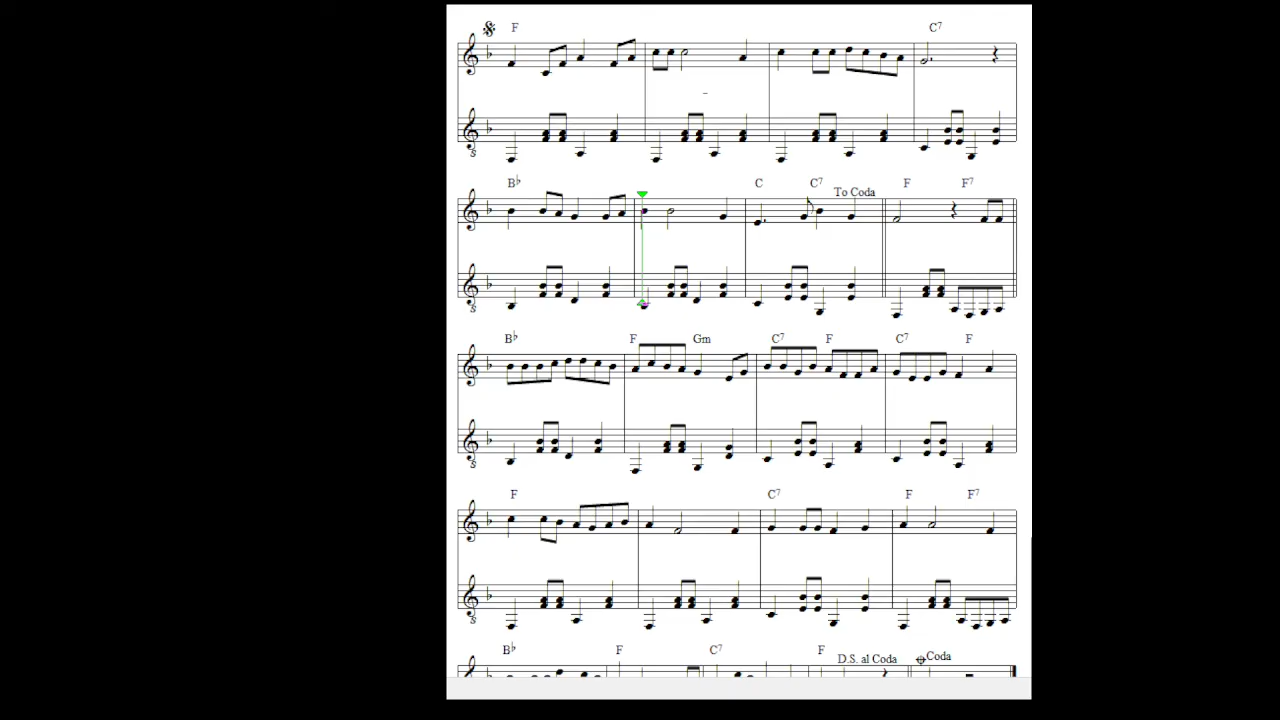 F C7
B♭ C C7 To Coda F F7
B♭ F Gm C7 F C7 F
F C7 F F7
B♭ F C7 F D.S. al Coda Coda